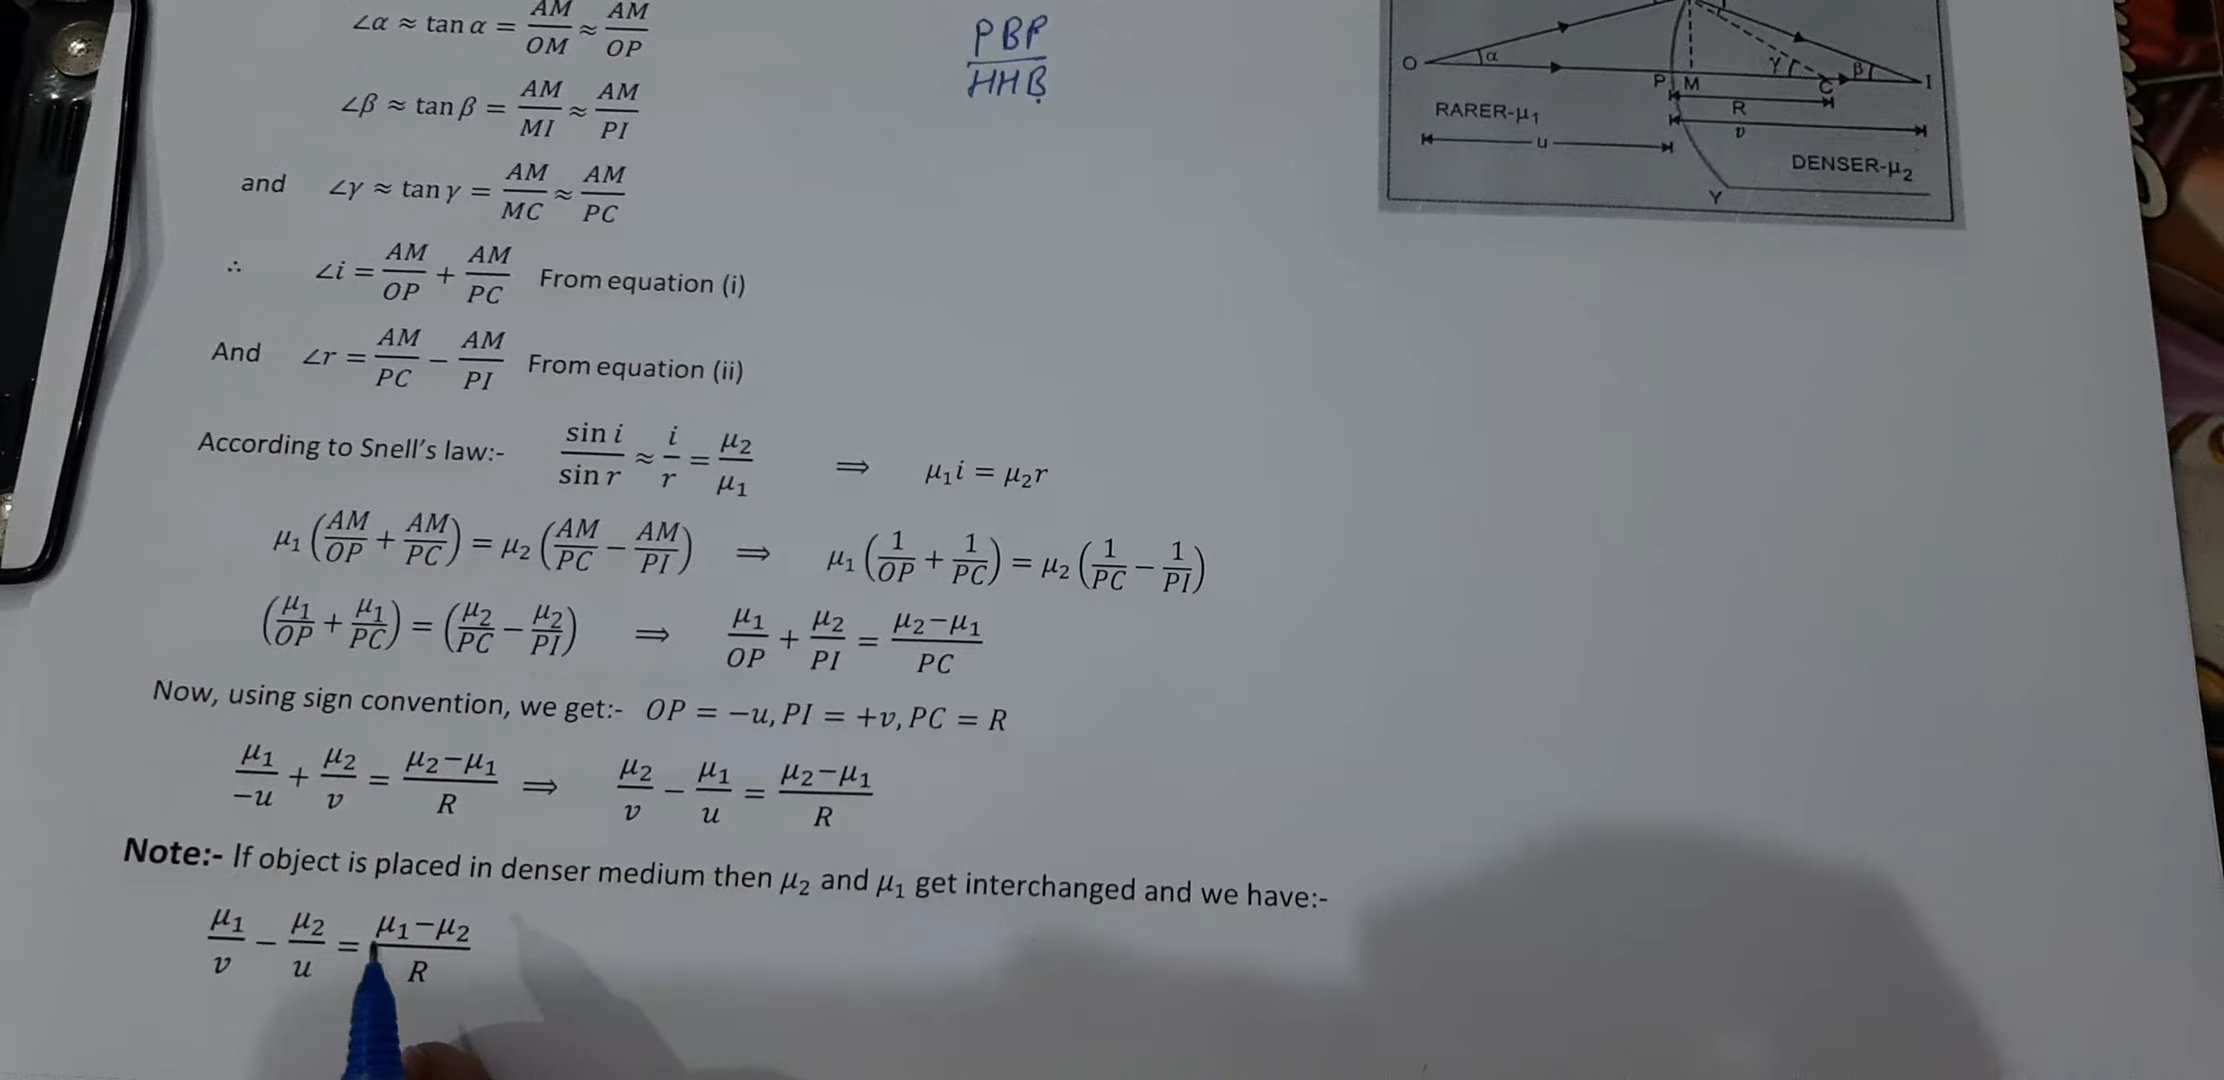 ∠α ≈ tan α = AM/OM ≈ AM/OP
∠β ≈ tan β = AM/MI ≈ AM/PI
and ∠γ ≈ tan γ = AM/MC ≈ AM/PC
∴ ∠i = AM/OP + AM/PC From equation (i)
And ∠r = AM/PC − AM/PI From equation (ii)
According to Snell's law:- sin i/sin r ≈ i/r = μ₂/μ₁ ⟹ μ₁i = μ₂r
μ₁(AM/OP + AM/PC) = μ₂(AM/PC − AM/PI) ⟹ μ₁(1/OP + 1/PC) = μ₂(1/PC − 1/PI)
(μ₁/OP + μ₁/PC) = (μ₂/PC − μ₂/PI) ⟹ μ₁/OP + μ₂/PI = μ₂−μ₁/PC
Now, using sign convention, we get:- OP = −u, PI = +v, PC = R
μ₁/−u + μ₂/v = μ₂−μ₁/R ⟹ μ₂/v − μ₁/u = μ₂−μ₁/R
Note:- If object is placed in denser medium then μ₂ and μ₁ get interchanged and we have:-
μ₁/v − μ₂/u = μ₁−μ₂/R
PBP
HHB
O α γ β I
P M C
R
RARER-μ₁
v
u
DENSER-μ₂
Y